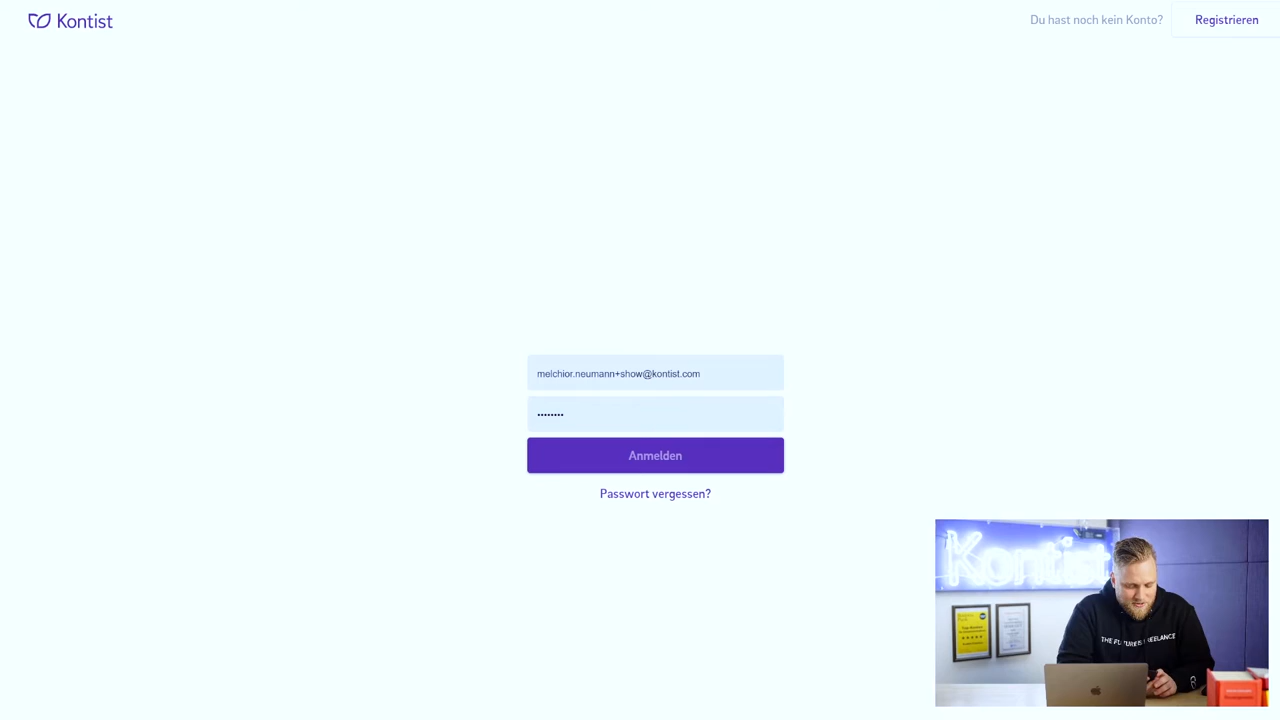 Kontist
Du hast noch kein Konto?
Registrieren
melchior.neumann+show@kontist.com
••••••••
Anmelden
Passwort vergessen?
Kontist
THE FUTURE IS FREELANCE